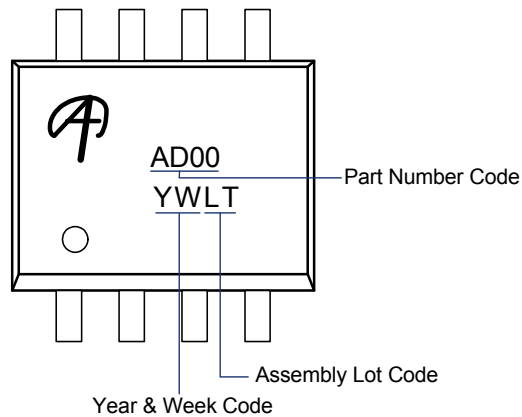 AD00
Part Number Code
YWLT
Assembly Lot Code
Year & Week Code